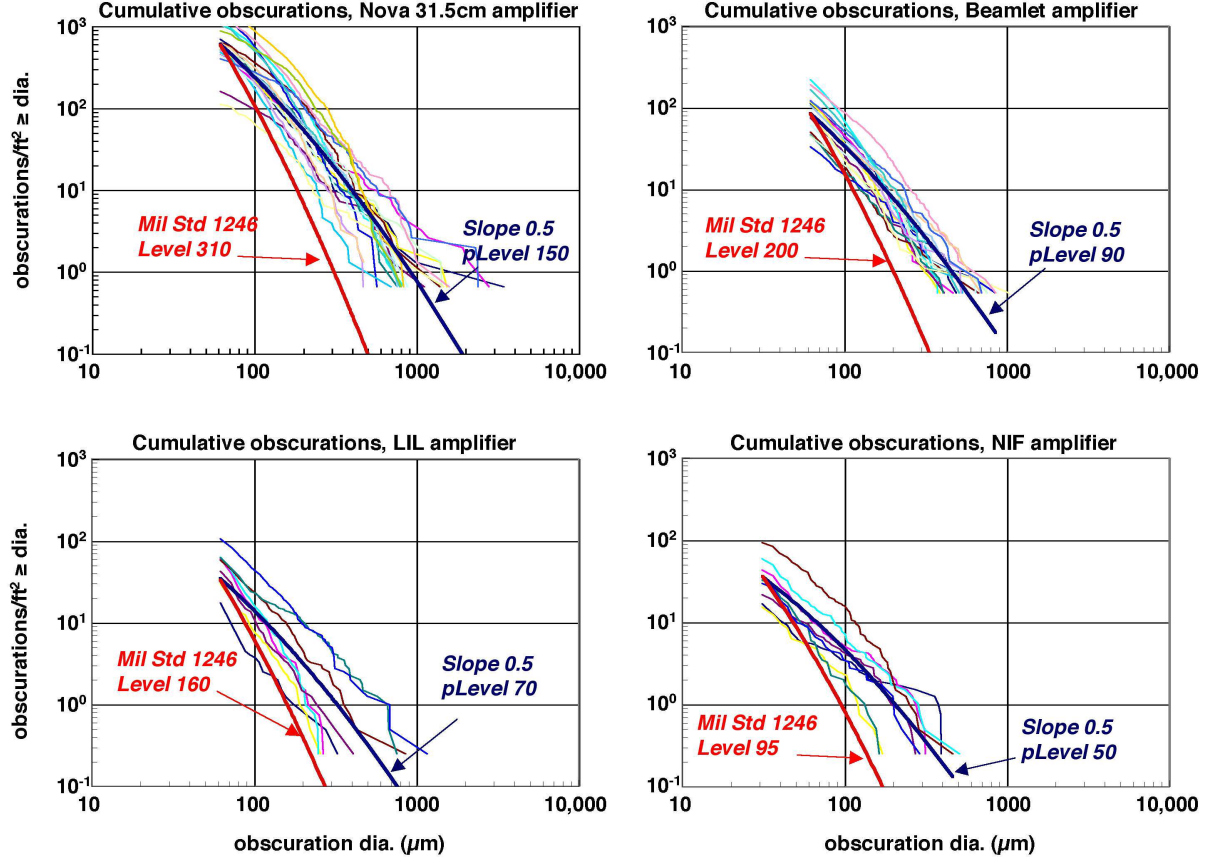 Cumulative obscurations, Nova 31.5cm amplifier
10³
10²
10¹
10⁰
10⁻¹
obscurations/ft² ≥ dia.
Mil Std 1246
Level 310
Slope 0.5
pLevel 150
10 100 1000 10,000
Cumulative obscurations, Beamlet amplifier
10³
10²
10¹
10⁰
10⁻¹
Mil Std 1246
Level 200
Slope 0.5
pLevel 90
10 100 1000 10,000
Cumulative obscurations, LIL amplifier
10³
10²
10¹
10⁰
10⁻¹
obscurations/ft² ≥ dia.
Mil Std 1246
Level 160
Slope 0.5
pLevel 70
10 100 1000 10,000
obscuration dia. (µm)
Cumulative obscurations, NIF amplifier
10³
10²
10¹
10⁰
10⁻¹
Mil Std 1246
Level 95
Slope 0.5
pLevel 50
10 100 1000 10,000
obscuration dia. (µm)